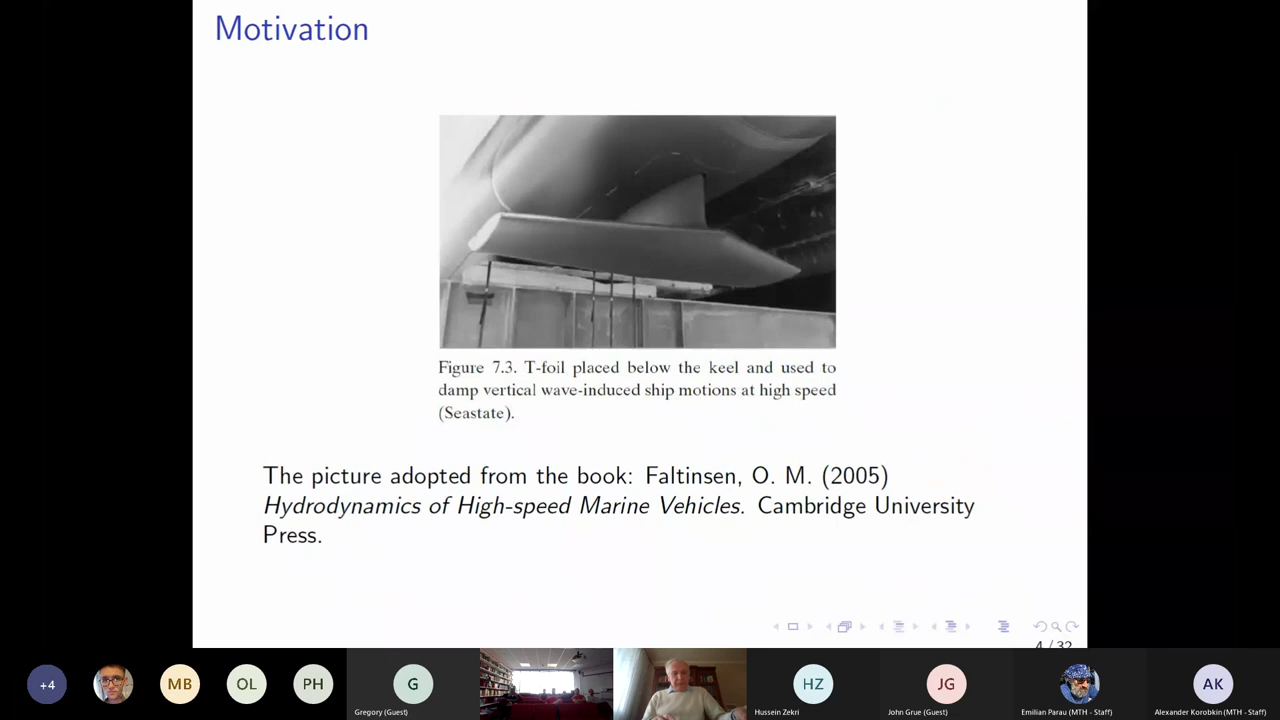 Motivation
Figure 7.3. T-foil placed below the keel and used to
damp vertical wave-induced ship motions at high speed
(Seastate).
The picture adopted from the book: Faltinsen, O. M. (2005)
Hydrodynamics of High-speed Marine Vehicles. Cambridge University
Press.
4 / 32
+4
MB
OL
PH
G
HZ
JG
AK
Gregory (Guest)
Hussein Zekri
John Grue (Guest)
Emilian Parau (MTH - Staff)
Alexander Korobkin (MTH - Staff)